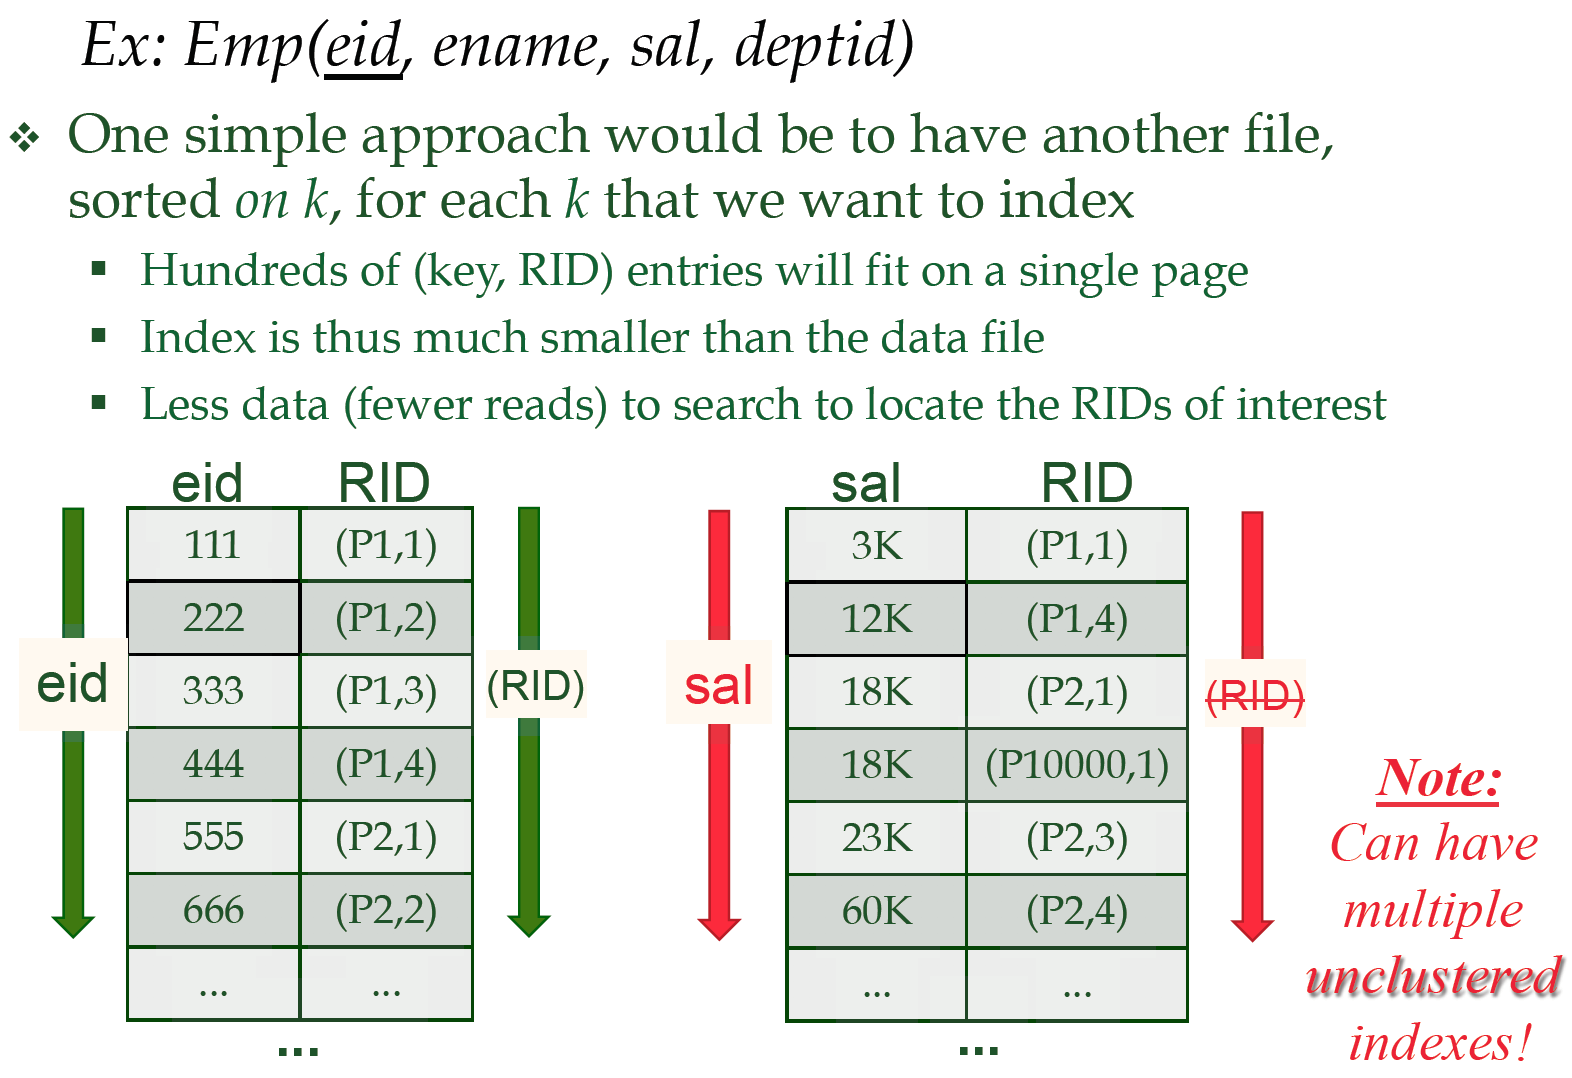 Ex: Emp(eid, ename, sal, deptid)
❖ One simple approach would be to have another file,
sorted on k, for each k that we want to index
▪ Hundreds of (key, RID) entries will fit on a single page
▪ Index is thus much smaller than the data file
▪ Less data (fewer reads) to search to locate the RIDs of interest
eid RID
111 (P1,1)
222 (P1,2)
333 (P1,3)
444 (P1,4)
555 (P2,1)
666 (P2,2)
... ...
...
eid
(RID)
sal RID
3K (P1,1)
12K (P1,4)
18K (P2,1)
18K (P10000,1)
23K (P2,3)
60K (P2,4)
... ...
...
sal
(RID)
Note:
Can have
multiple
unclustered
indexes!